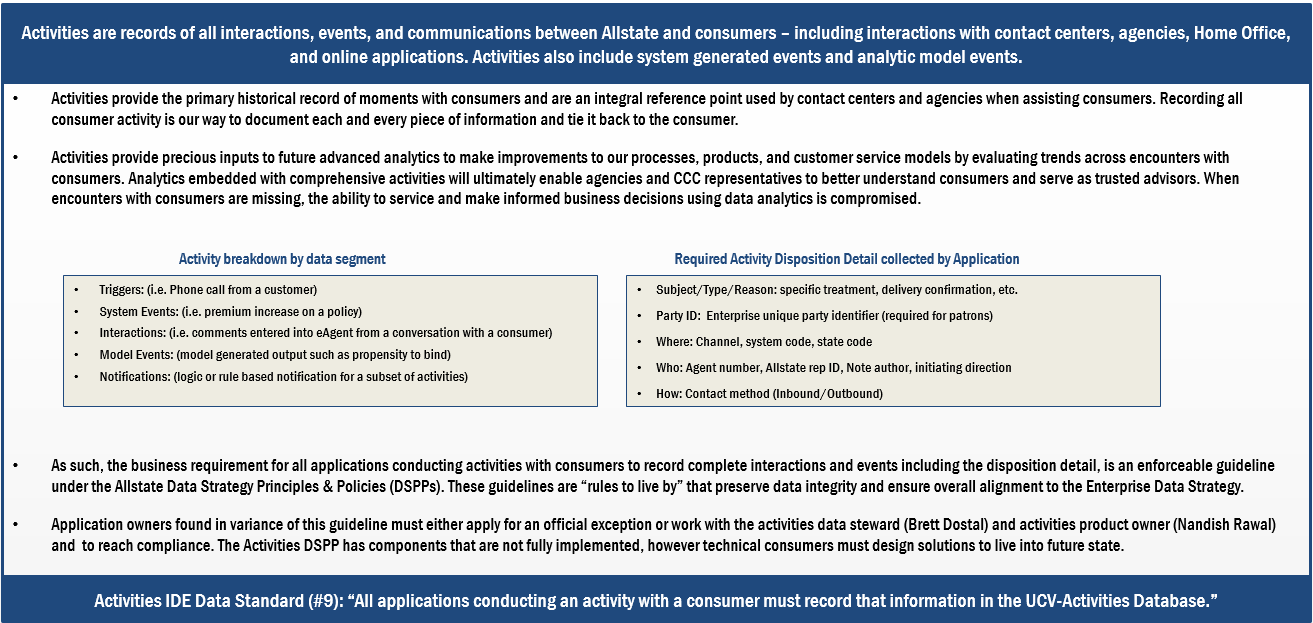 Activities are records of all interactions, events, and communications between Allstate and consumers – including interactions with contact centers, agencies, Home Office,
and online applications. Activities also include system generated events and analytic model events.
• Activities provide the primary historical record of moments with consumers and are an integral reference point used by contact centers and agencies when assisting consumers. Recording all
consumer activity is our way to document each and every piece of information and tie it back to the consumer.
• Activities provide precious inputs to future advanced analytics to make improvements to our processes, products, and customer service models by evaluating trends across encounters with
consumers. Analytics embedded with comprehensive activities will ultimately enable agencies and CCC representatives to better understand consumers and serve as trusted advisors. When
encounters with consumers are missing, the ability to service and make informed business decisions using data analytics is compromised.
Activity breakdown by data segment
• Triggers: (i.e. Phone call from a customer)
• System Events: (i.e. premium increase on a policy)
• Interactions: (i.e. comments entered into eAgent from a conversation with a consumer)
• Model Events: (model generated output such as propensity to bind)
• Notifications: (logic or rule based notification for a subset of activities)
Required Activity Disposition Detail collected by Application
• Subject/Type/Reason: specific treatment, delivery confirmation, etc.
• Party ID: Enterprise unique party identifier (required for patrons)
• Where: Channel, system code, state code
• Who: Agent number, Allstate rep ID, Note author, initiating direction
• How: Contact method (Inbound/Outbound)
• As such, the business requirement for all applications conducting activities with consumers to record complete interactions and events including the disposition detail, is an enforceable guideline
under the Allstate Data Strategy Principles & Policies (DSPPs). These guidelines are “rules to live by” that preserve data integrity and ensure overall alignment to the Enterprise Data Strategy.
• Application owners found in variance of this guideline must either apply for an official exception or work with the activities data steward (Brett Dostal) and activities product owner (Nandish Rawal)
and to reach compliance. The Activities DSPP has components that are not fully implemented, however technical consumers must design solutions to live into future state.
Activities IDE Data Standard (#9): “All applications conducting an activity with a consumer must record that information in the UCV-Activities Database.”